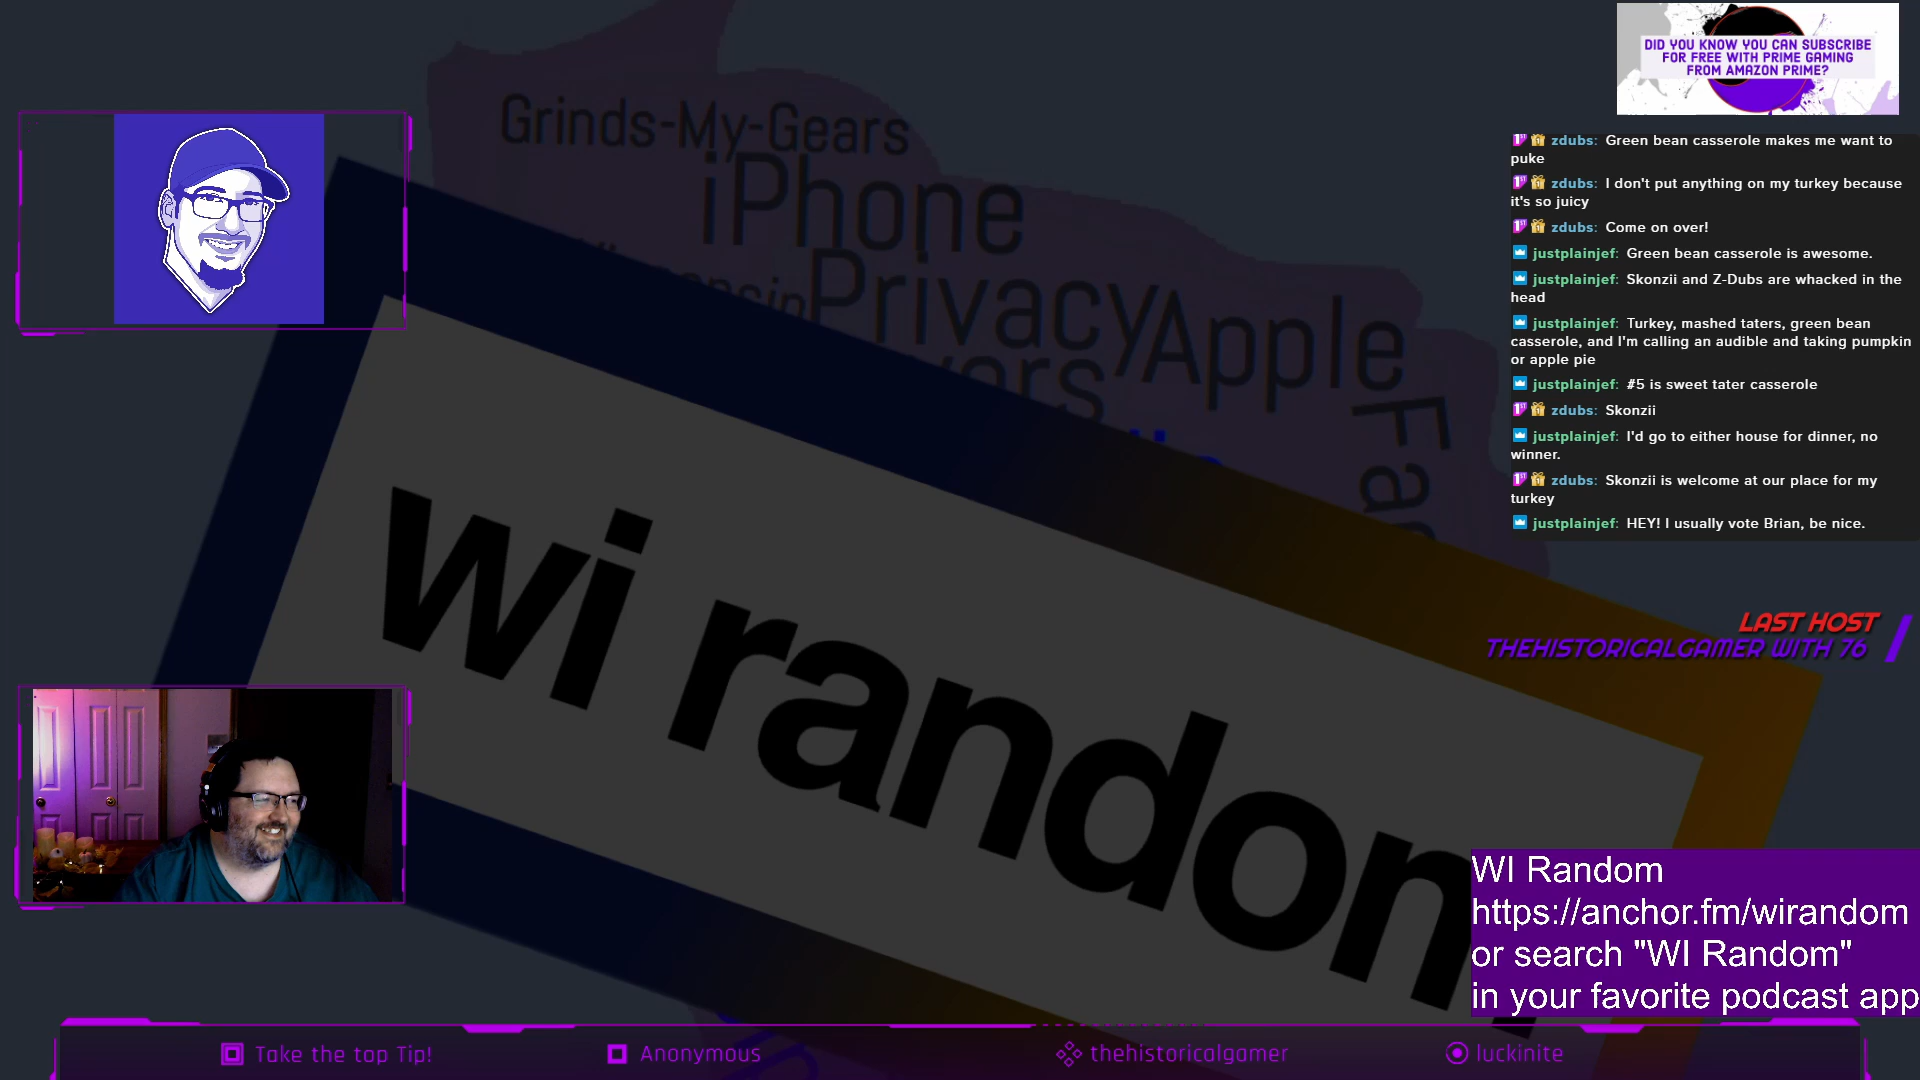 DID YOU KNOW YOU CAN SUBSCRIBE
FOR FREE WITH PRIME GAMING
FROM AMAZON PRIME?
Grinds-My-Gears
iPhone
Privacy
Apple
zdubs: Green bean casserole makes me want to
puke
zdubs: I don't put anything on my turkey because
it's so juicy
zdubs: Come on over!
justplainjef: Green bean casserole is awesome.
justplainjef: Skonzii and Z-Dubs are whacked in the
head
justplainjef: Turkey, mashed taters, green bean
casserole, and I'm calling an audible and taking pumpkin
or apple pie
justplainjef: #5 is sweet tater casserole
zdubs: Skonzii
justplainjef: I'd go to either house for dinner, no
winner.
zdubs: Skonzii is welcome at our place for my
turkey
justplainjef: HEY! I usually vote Brian, be nice.
wi random
LAST HOST
THEHISTORICALGAMER WITH 76
WI Random
https://anchor.fm/wirandom
or search "WI Random"
in your favorite podcast app
Take the top Tip!
Anonymous
thehistoricalgamer
luckinite